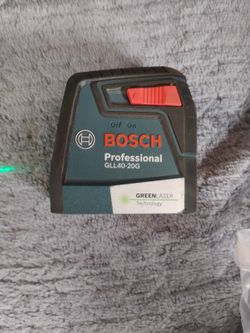 Off On
BOSCH
Professional
GLL40-20G
GREENLASER
Technology